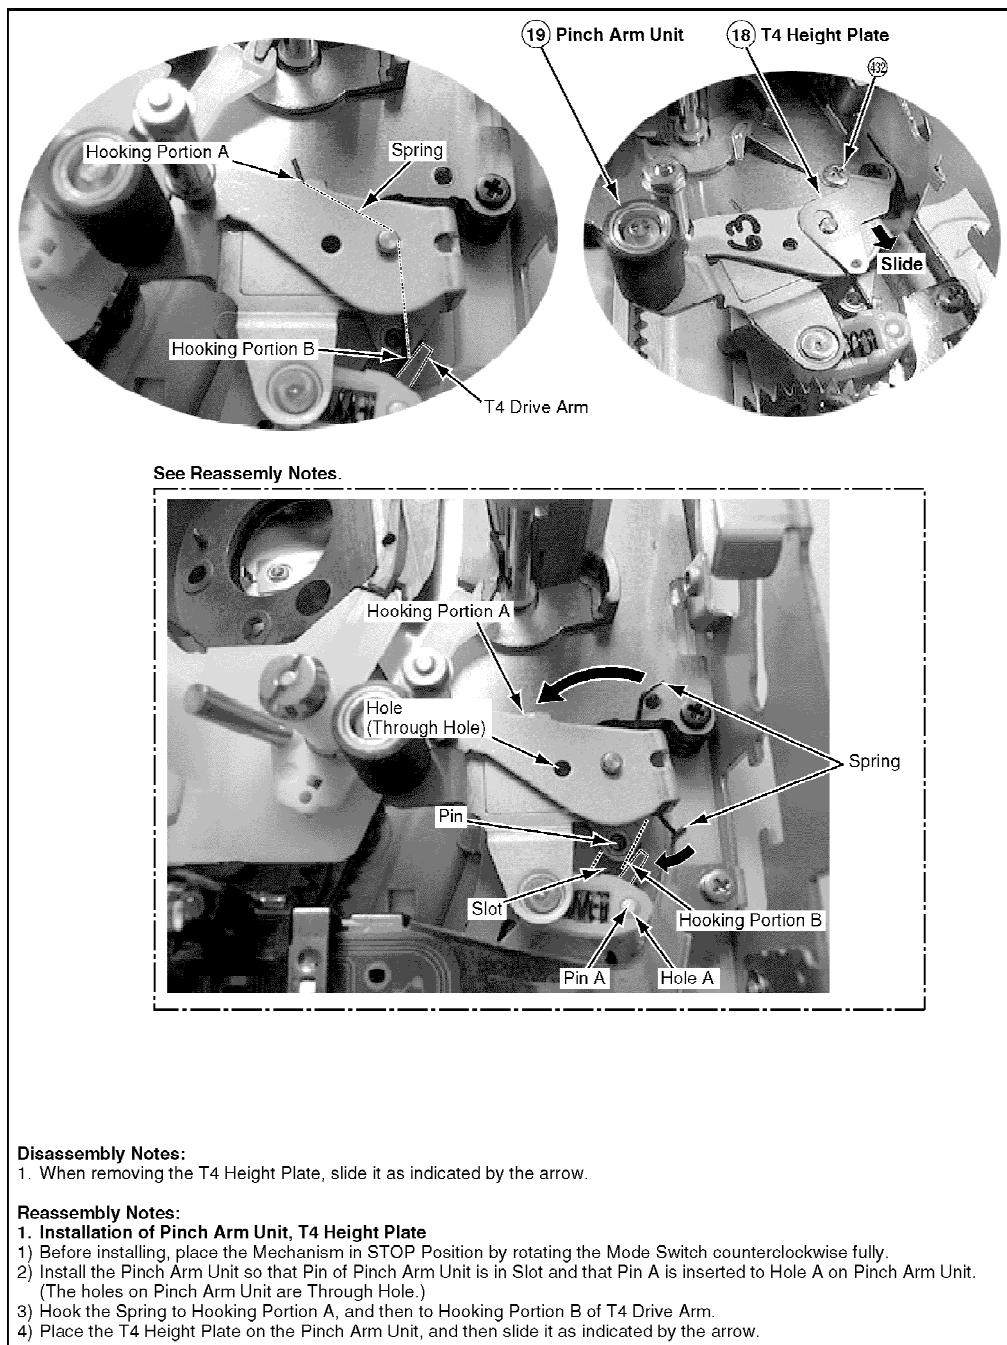 19 Pinch Arm Unit
18 T4 Height Plate
432
Hooking Portion A
Spring
Hooking Portion B
T4 Drive Arm
Slide
See Reassemly Notes.
Hooking Portion A
Hole
(Through Hole)
Spring
Pin
Slot
Hooking Portion B
Pin A
Hole A
Disassembly Notes:
1. When removing the T4 Height Plate, slide it as indicated by the arrow.
Reassembly Notes:
1. Installation of Pinch Arm Unit, T4 Height Plate
1) Before installing, place the Mechanism in STOP Position by rotating the Mode Switch counterclockwise fully.
2) Install the Pinch Arm Unit so that Pin of Pinch Arm Unit is in Slot and that Pin A is inserted to Hole A on Pinch Arm Unit.
(The holes on Pinch Arm Unit are Through Hole.)
3) Hook the Spring to Hooking Portion A, and then to Hooking Portion B of T4 Drive Arm.
4) Place the T4 Height Plate on the Pinch Arm Unit, and then slide it as indicated by the arrow.